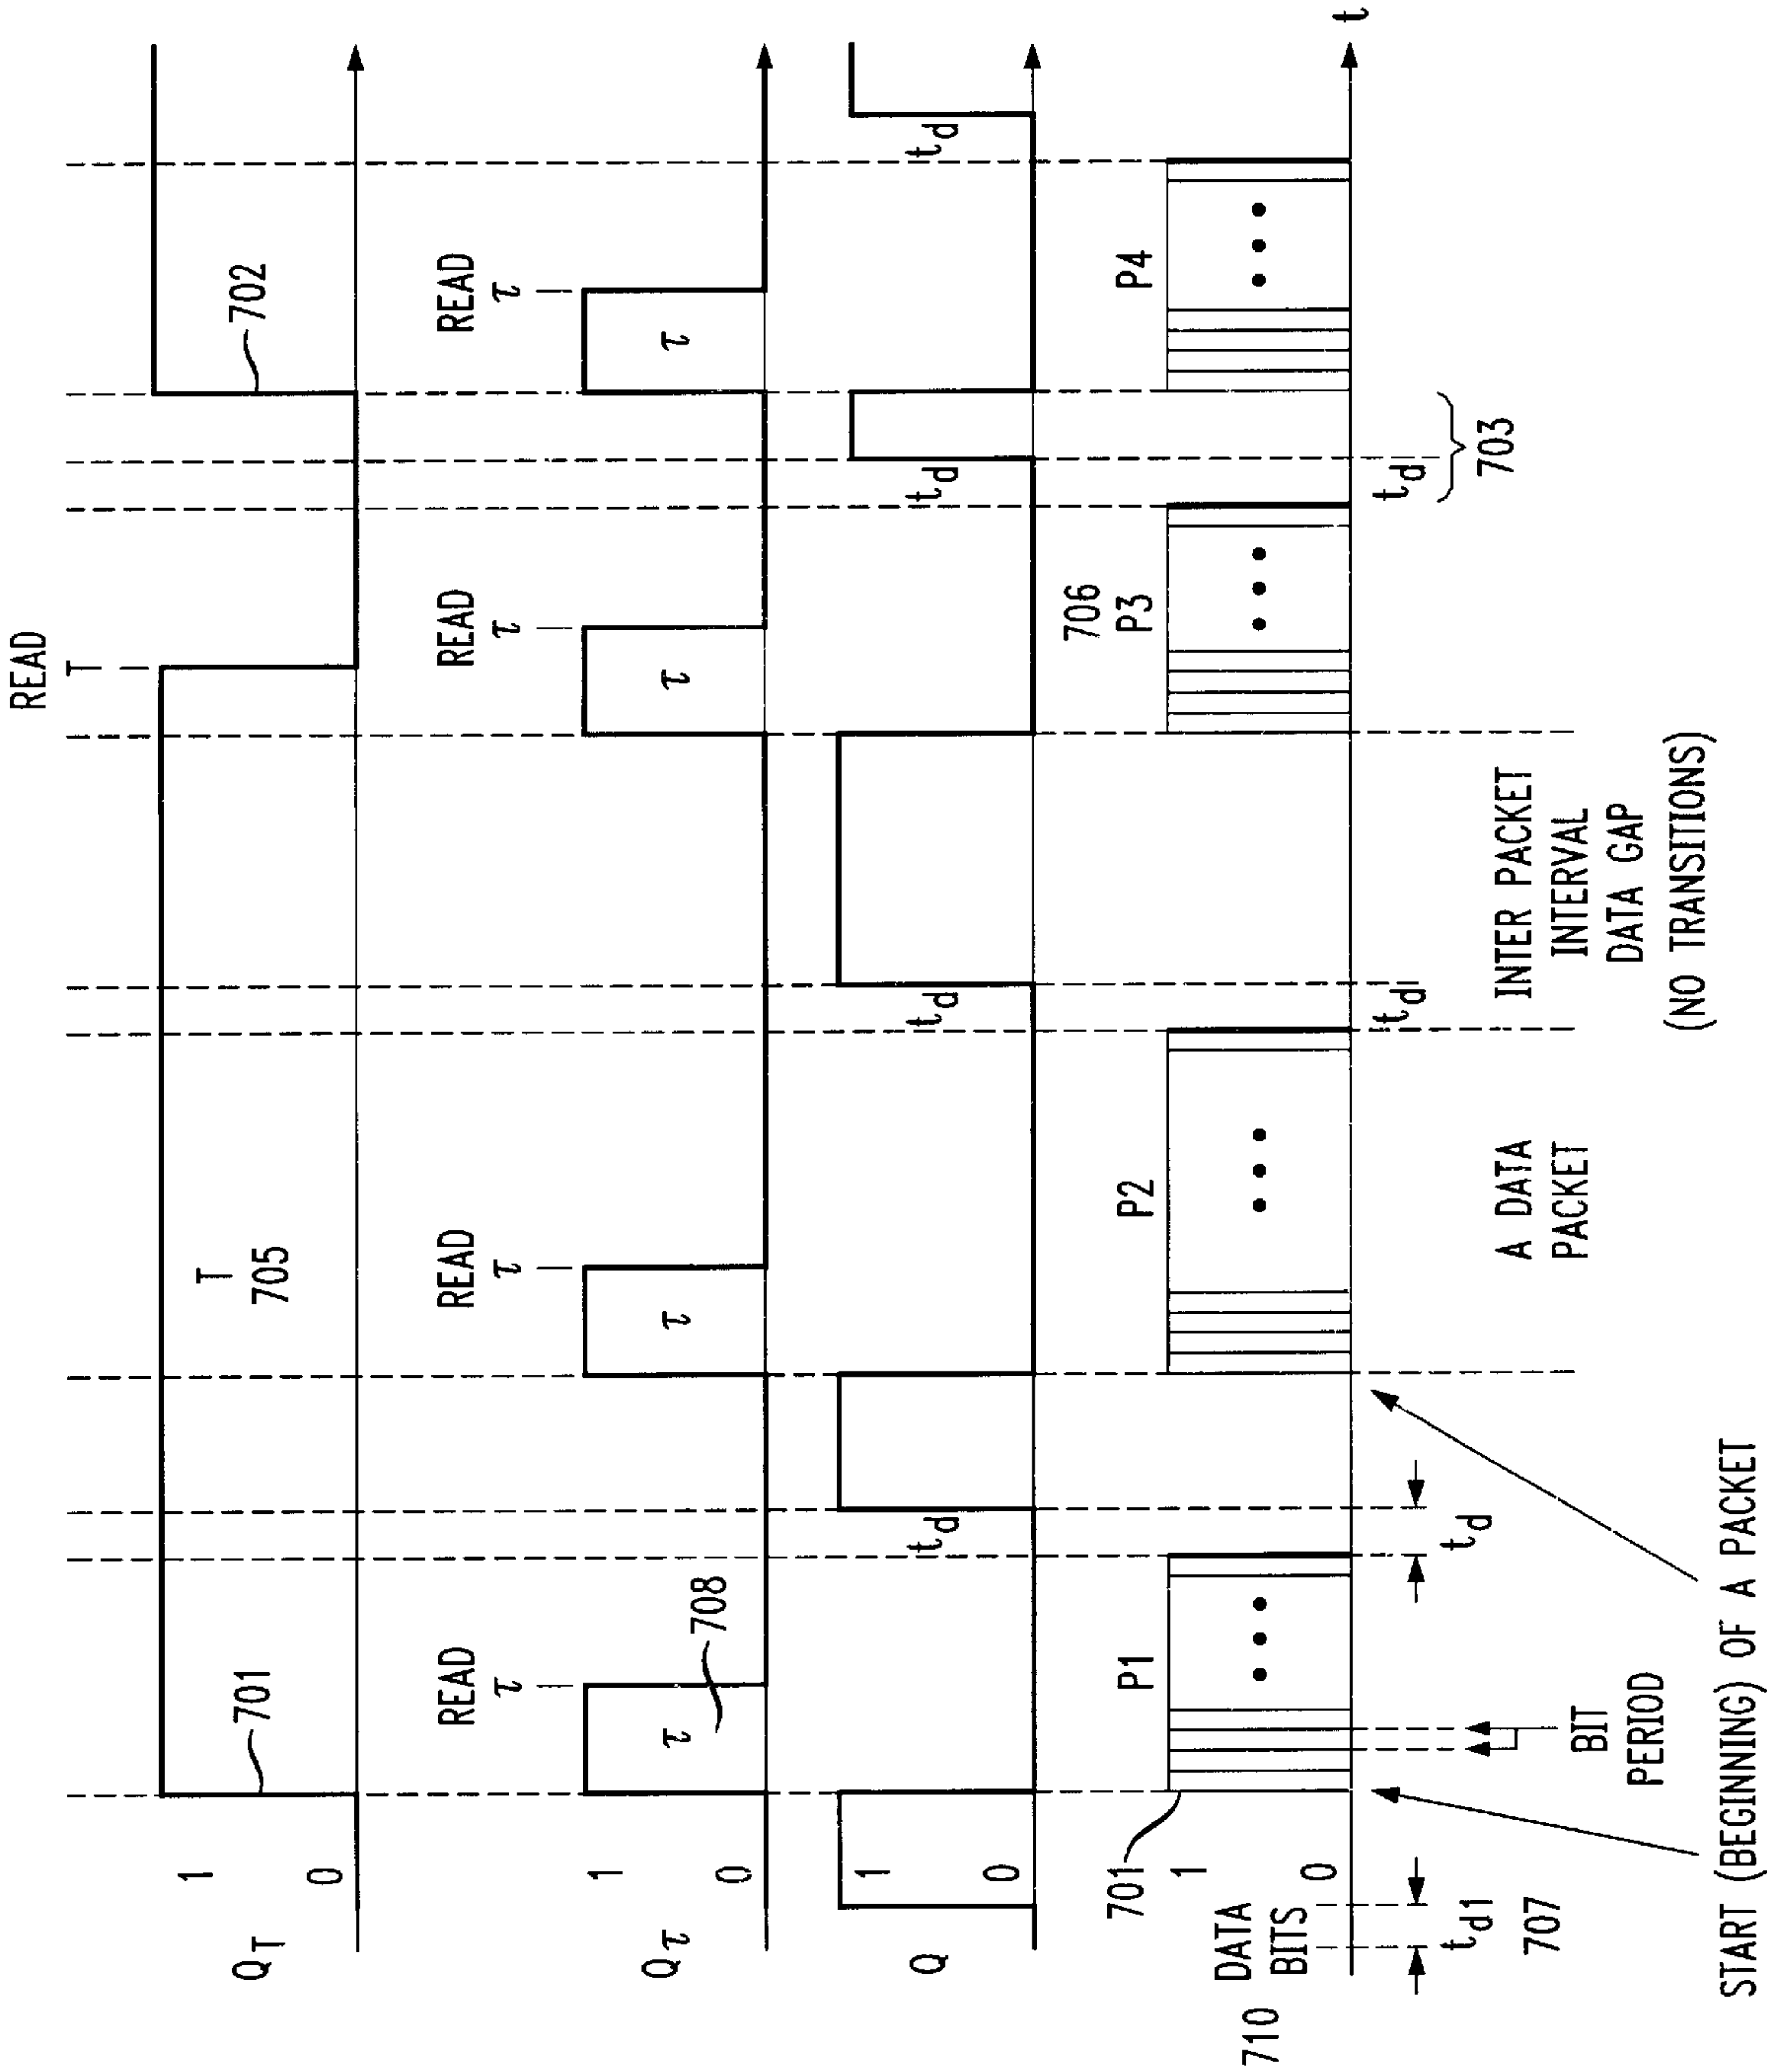 READ
T
Q_T
1
0
701
T
705
702
Q_τ
1
0
READ
τ
τ
708
READ
τ
τ
READ
τ
τ
READ
τ
τ
Q
1
0
t_d
t_d
t_d
t_d
710
DATA
BITS
1
0
701
P1
P2
706
P3
P4
t
t_d1
707
t_d
t_d
t_d
703
BIT
PERIOD
A DATA
PACKET
INTER PACKET
INTERVAL
DATA GAP
(NO TRANSITIONS)
START (BEGINNING) OF A PACKET